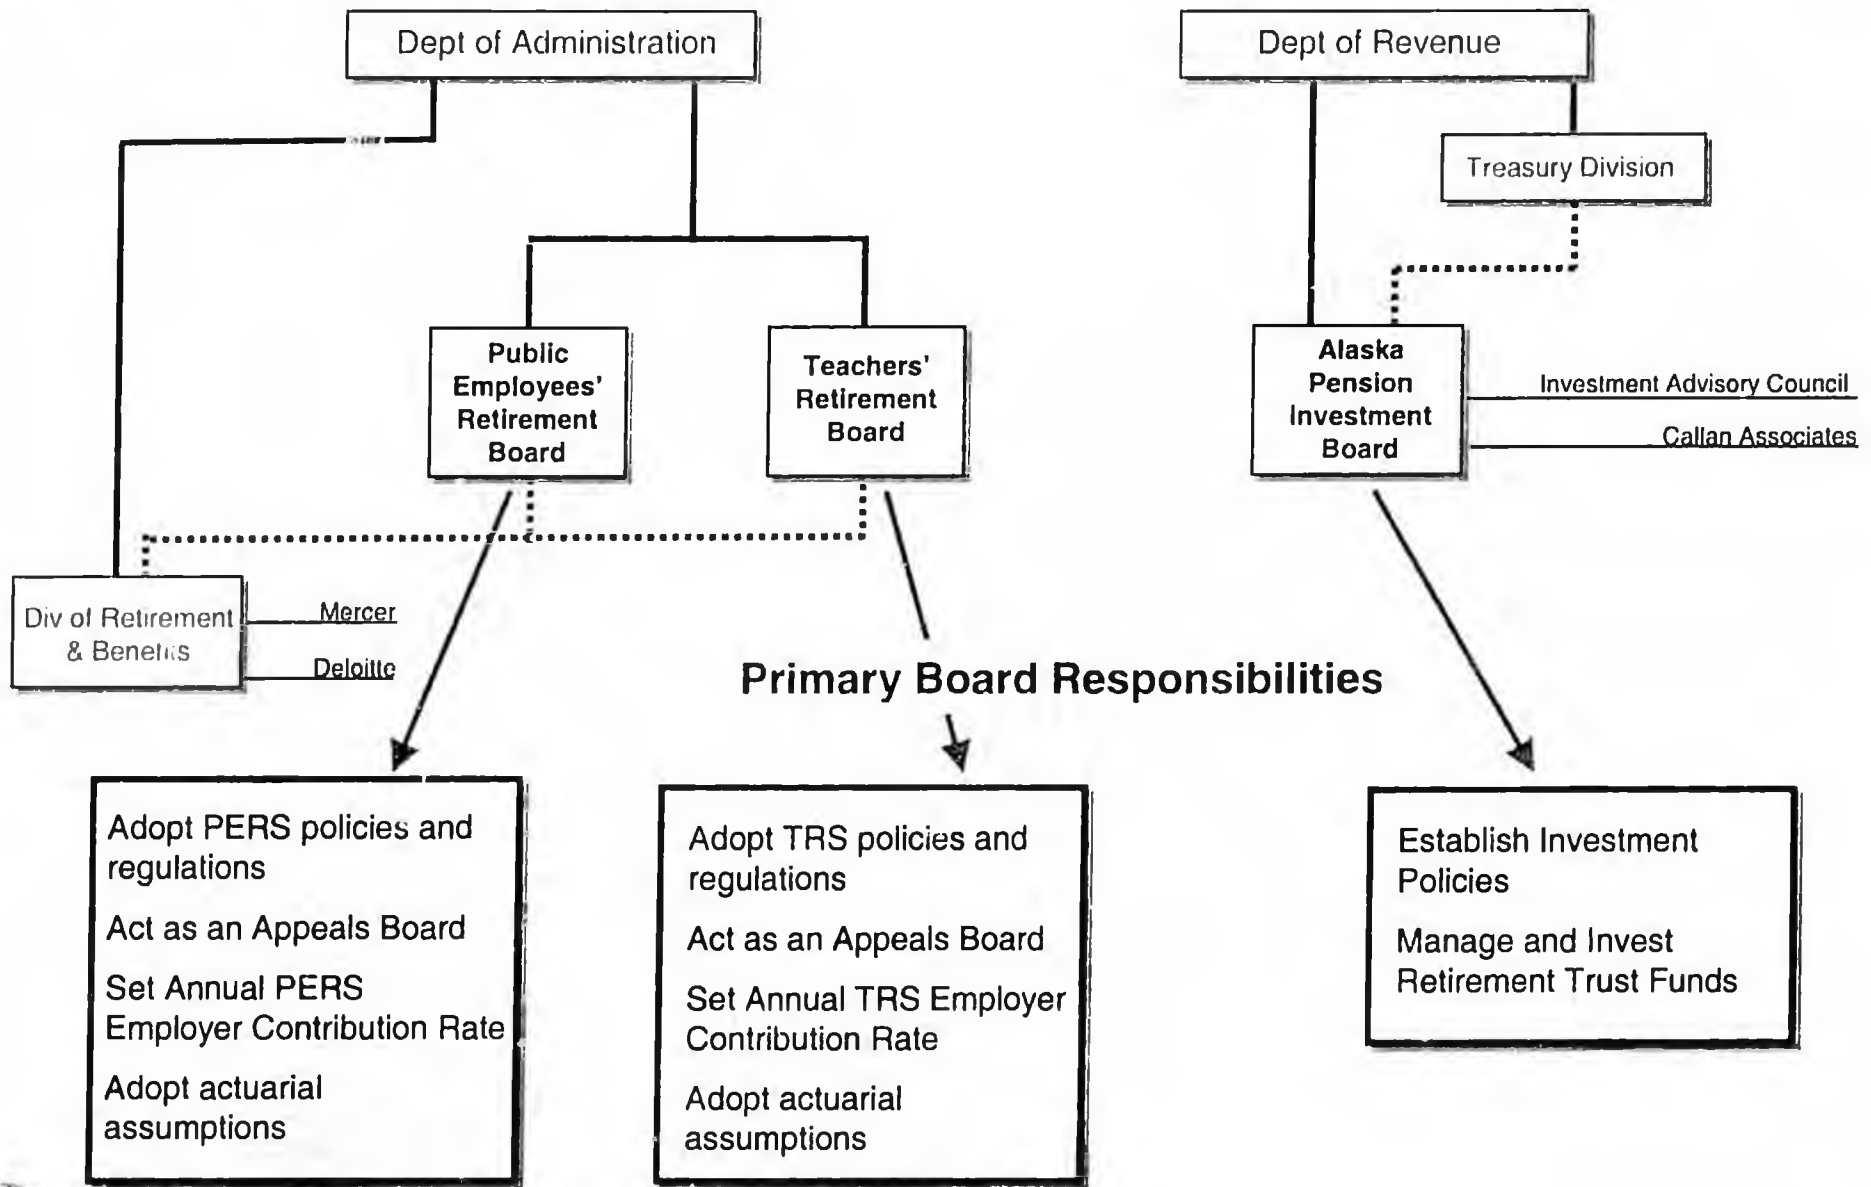 Dept of Administration
Dept of Revenue
Treasury Division
Public
Employees'
Retirement
Board
Teachers'
Retirement
Board
Alaska
Pension
Investment
Board
Investment Advisory Council
Callan Associates
Div of Retirement
& Benefits
Mercer
Deloitte
Primary Board Responsibilities
Adopt PERS policies and
regulations
Act as an Appeals Board
Set Annual PERS
Employer Contribution Rate
Adopt actuarial
assumptions
Adopt TRS policies and
regulations
Act as an Appeals Board
Set Annual TRS Employer
Contribution Rate
Adopt actuarial
assumptions
Establish Investment
Policies
Manage and Invest
Retirement Trust Funds